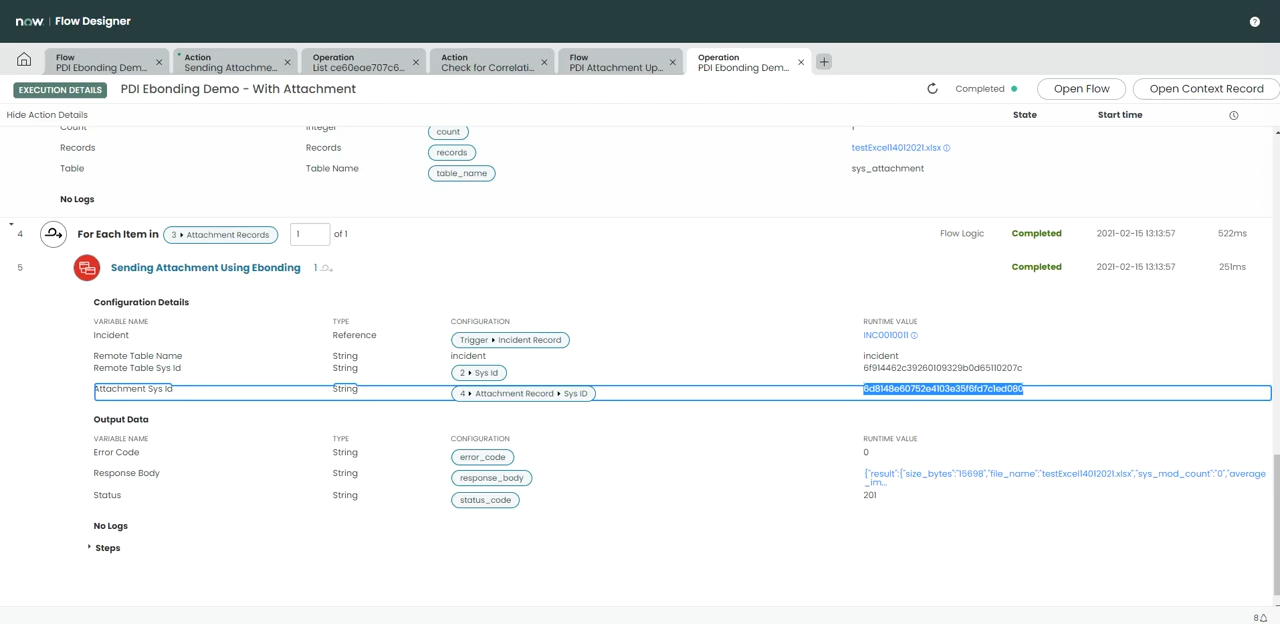 now | Flow Designer
Flow
PDI Ebonding Dem...
Action
Sending Attachme...
Operation
List ce60eae707c6...
Action
Check for Correlati...
Flow
PDI Attachment Up...
Operation
PDI Ebonding Dem...
EXECUTION DETAILS PDI Ebonding Demo - With Attachment Completed Open Flow Open Context Record
Hide Action Details State Start time
Count Integer count 1
Records Records records testExcel14012021.xlsx
Table Table Name table_name sys_attachment
No Logs
4 For Each Item in 3 Attachment Records 1 of 1 Flow Logic Completed 2021-02-15 13:13:57 522ms
5 Sending Attachment Using Ebonding 1 Completed 2021-02-15 13:13:57 251ms
Configuration Details
VARIABLE NAME TYPE CONFIGURATION RUNTIME VALUE
Incident Reference Trigger Incident Record INC0010011
Remote Table Name String incident incident
Remote Table Sys Id String 2 Sys Id 6f914462c39260109329b0d65110207c
Attachment Sys Id String 4 Attachment Record Sys ID 6d8148e60752e4103e35f6fd7c1ed080
Output Data
VARIABLE NAME TYPE CONFIGURATION RUNTIME VALUE
Error Code String error_code 0
Response Body String response_body {"result":{"size_bytes":"15698","file_name":"testExcel14012021.xlsx","sys_mod_count":"0","average
_im...
Status String status_code 201
No Logs
Steps
8